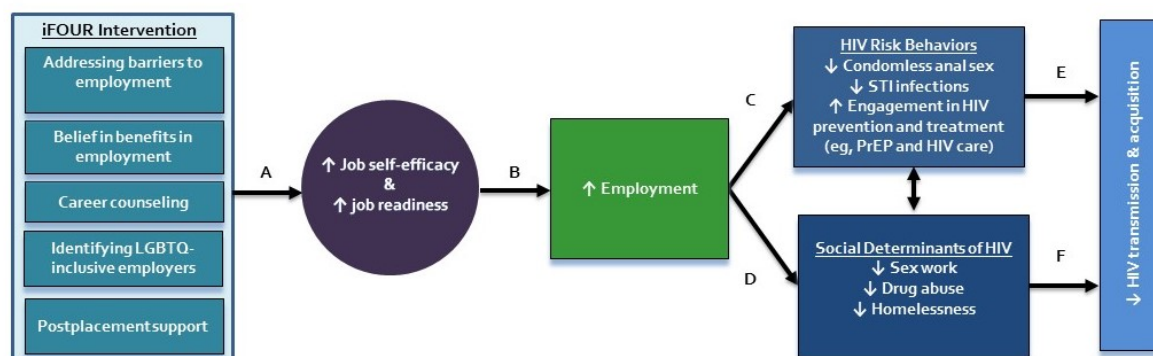 iFOUR Intervention
Addressing barriers to
employment
Belief in benefits in
employment
Career counseling
Identifying LGBTQ-
inclusive employers
Postplacement support
A
↑ Job self-efficacy
&
↑ job readiness
B
↑ Employment
C
D
HIV Risk Behaviors
↓ Condomless anal sex
↓ STI infections
↑ Engagement in HIV
prevention and treatment
(eg, PrEP and HIV care)
Social Determinants of HIV
↓ Sex work
↓ Drug abuse
↓ Homelessness
E
F
↓ HIV transmission & acquisition